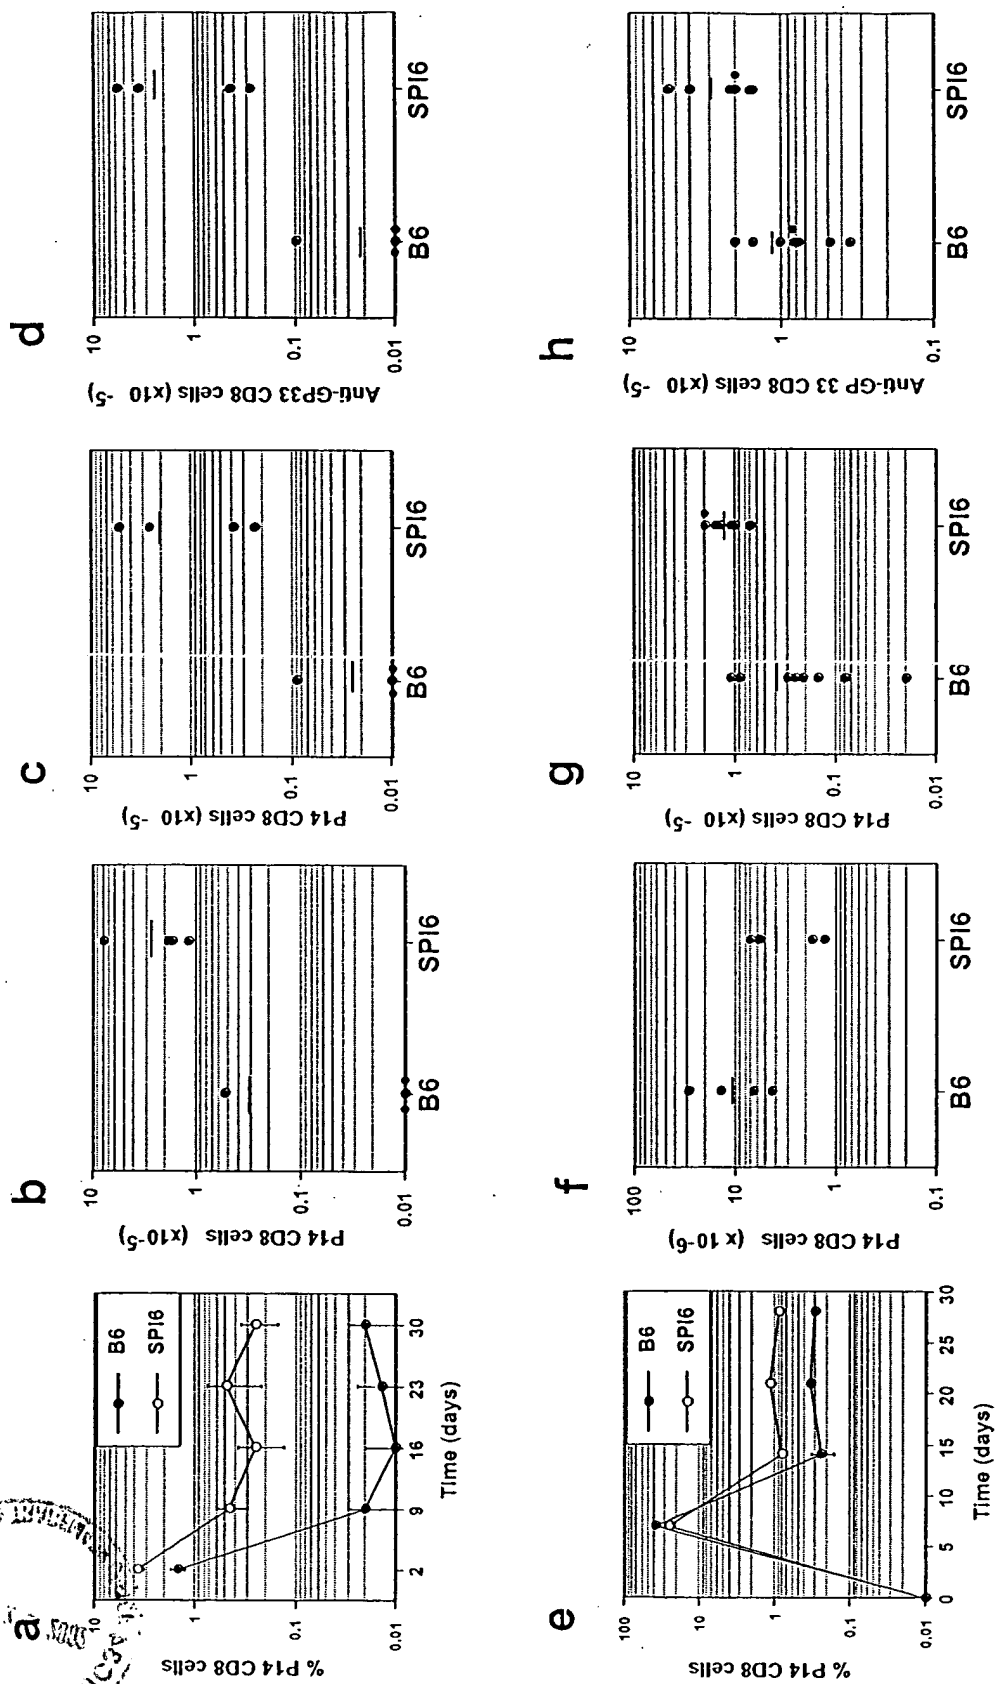 a
% P14 CD8 cells
10
1
0.1
0.01
2
9
16
23
30
Time (days)
B6
SPI6
b
P14 CD8 cells (x10-5)
10
1
0.1
0.01
B6
SPI6
c
P14 CD8 cells (x10 -5)
10
1
0.1
0.01
B6
SPI6
d
Anti-GP33 CD8 cells (x10 -5)
10
1
0.1
0.01
B6
SPI6
e
% P14 CD8 cells
100
10
1
0.1
0.01
0
5
10
15
20
25
30
Time (days)
B6
SPI6
f
P14 CD8 cells (x 10-6)
100
10
1
0.1
B6
SPI6
g
P14 CD8 cells (x10 -5)
10
1
0.1
0.01
B6
SPI6
h
Anti-GP 33 CD8 cells (x10 -5)
10
1
0.1
B6
SPI6